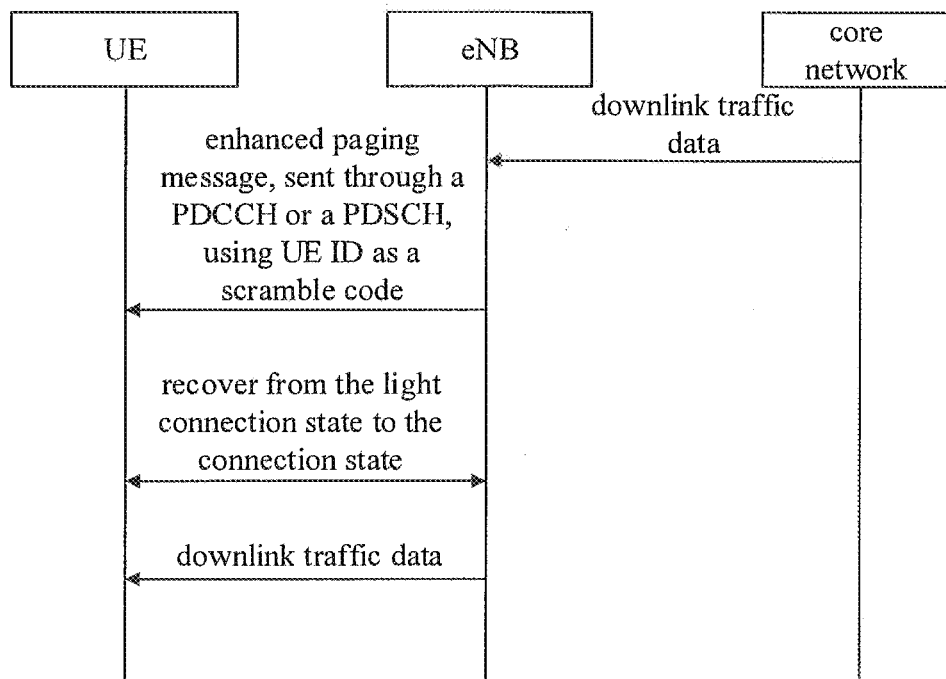 UE
eNB
core
network
downlink traffic
data
enhanced paging
message, sent through a
PDCCH or a PDSCH,
using UE ID as a
scramble code
recover from the light
connection state to the
connection state
downlink traffic data